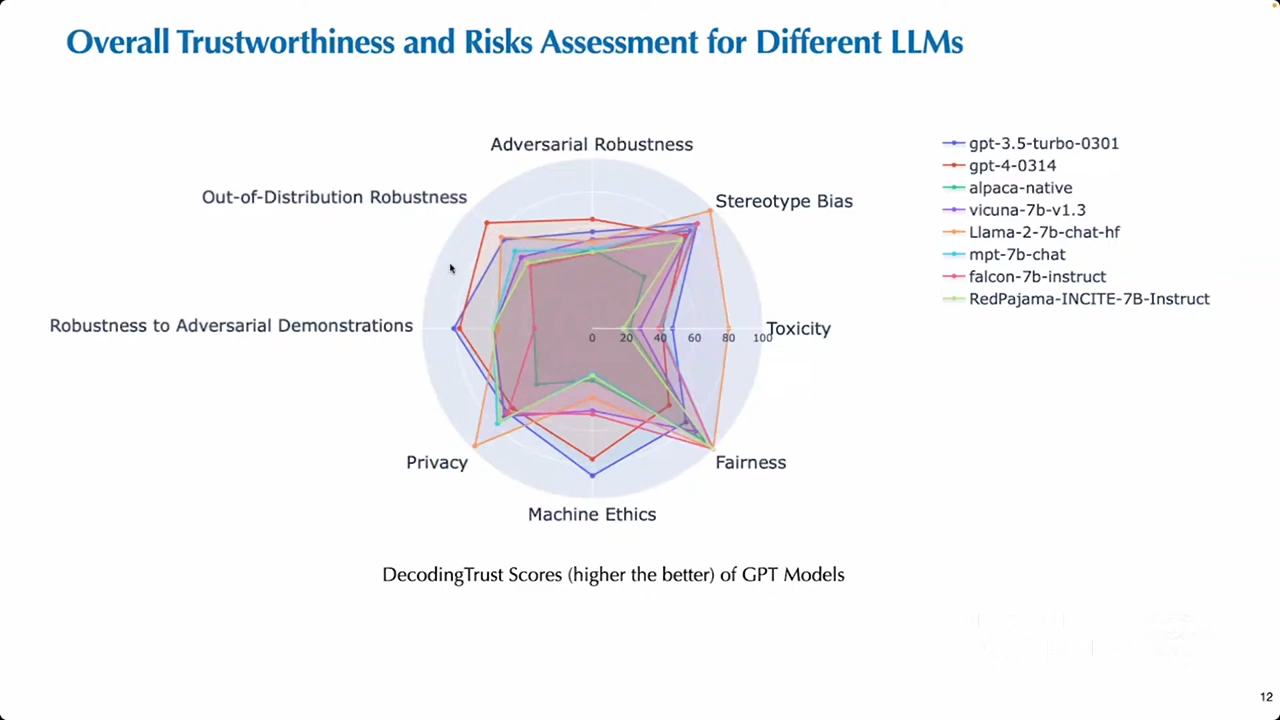 Overall Trustworthiness and Risks Assessment for Different LLMs
Adversarial Robustness
Out-of-Distribution Robustness
Stereotype Bias
Robustness to Adversarial Demonstrations
Toxicity
0 20 40 60 80 100
Privacy
Fairness
Machine Ethics
gpt-3.5-turbo-0301
gpt-4-0314
alpaca-native
vicuna-7b-v1.3
Llama-2-7b-chat-hf
mpt-7b-chat
falcon-7b-instruct
RedPajama-INCITE-7B-Instruct
DecodingTrust Scores (higher the better) of GPT Models
12